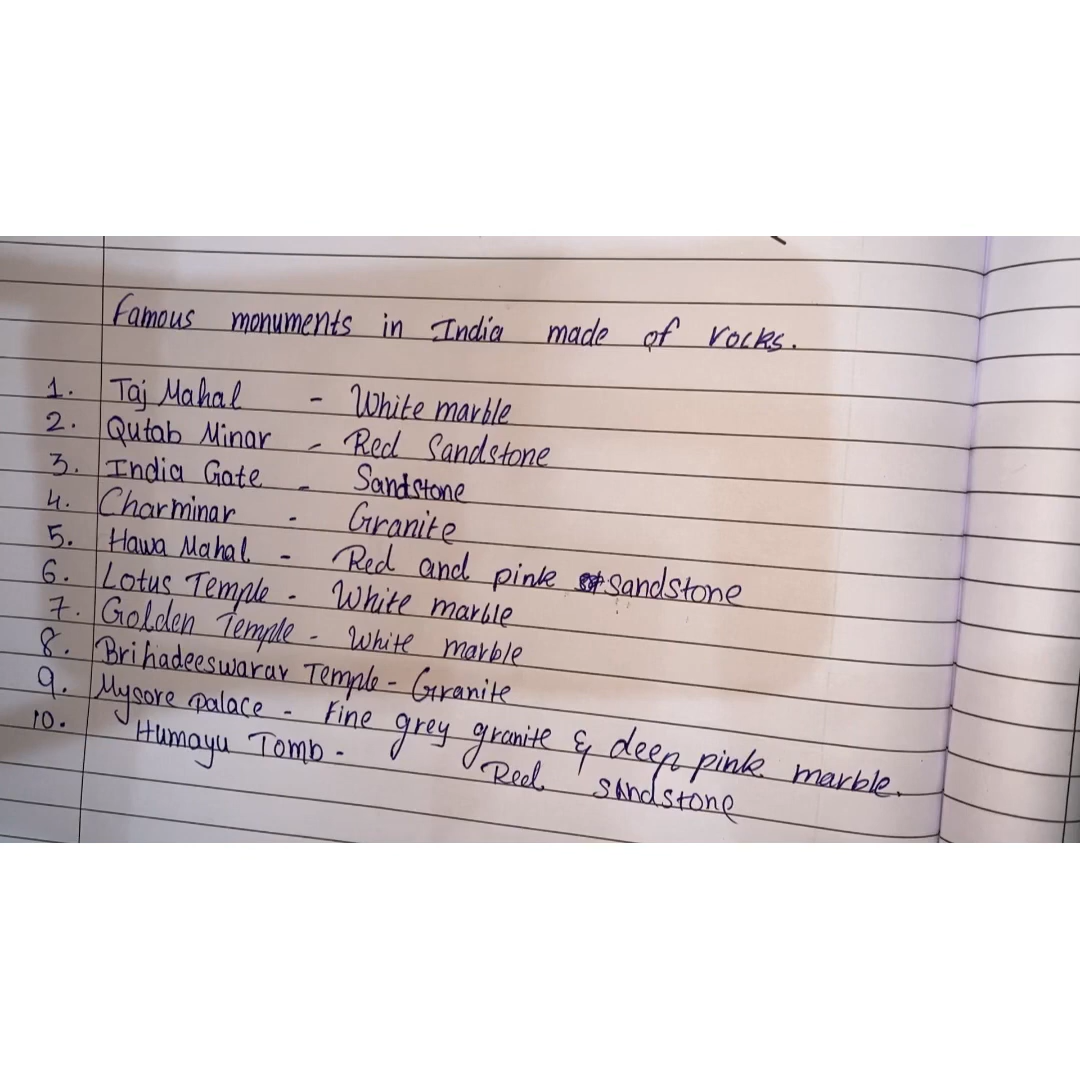 Famous monuments in India made of rocks.
1. Taj Mahal - White marble
2. Qutab Minar - Red Sandstone
3. India Gate - Sandstone
4. Charminar - Granite
5. Hawa Mahal - Red and pink sandstone
6. Lotus Temple - White marble
7. Golden Temple - White marble
8. Brihadeeswarar Temple - Granite
9. Mysore palace - Fine grey granite & deep pink marble.
10. Humayu Tomb - Red sandstone